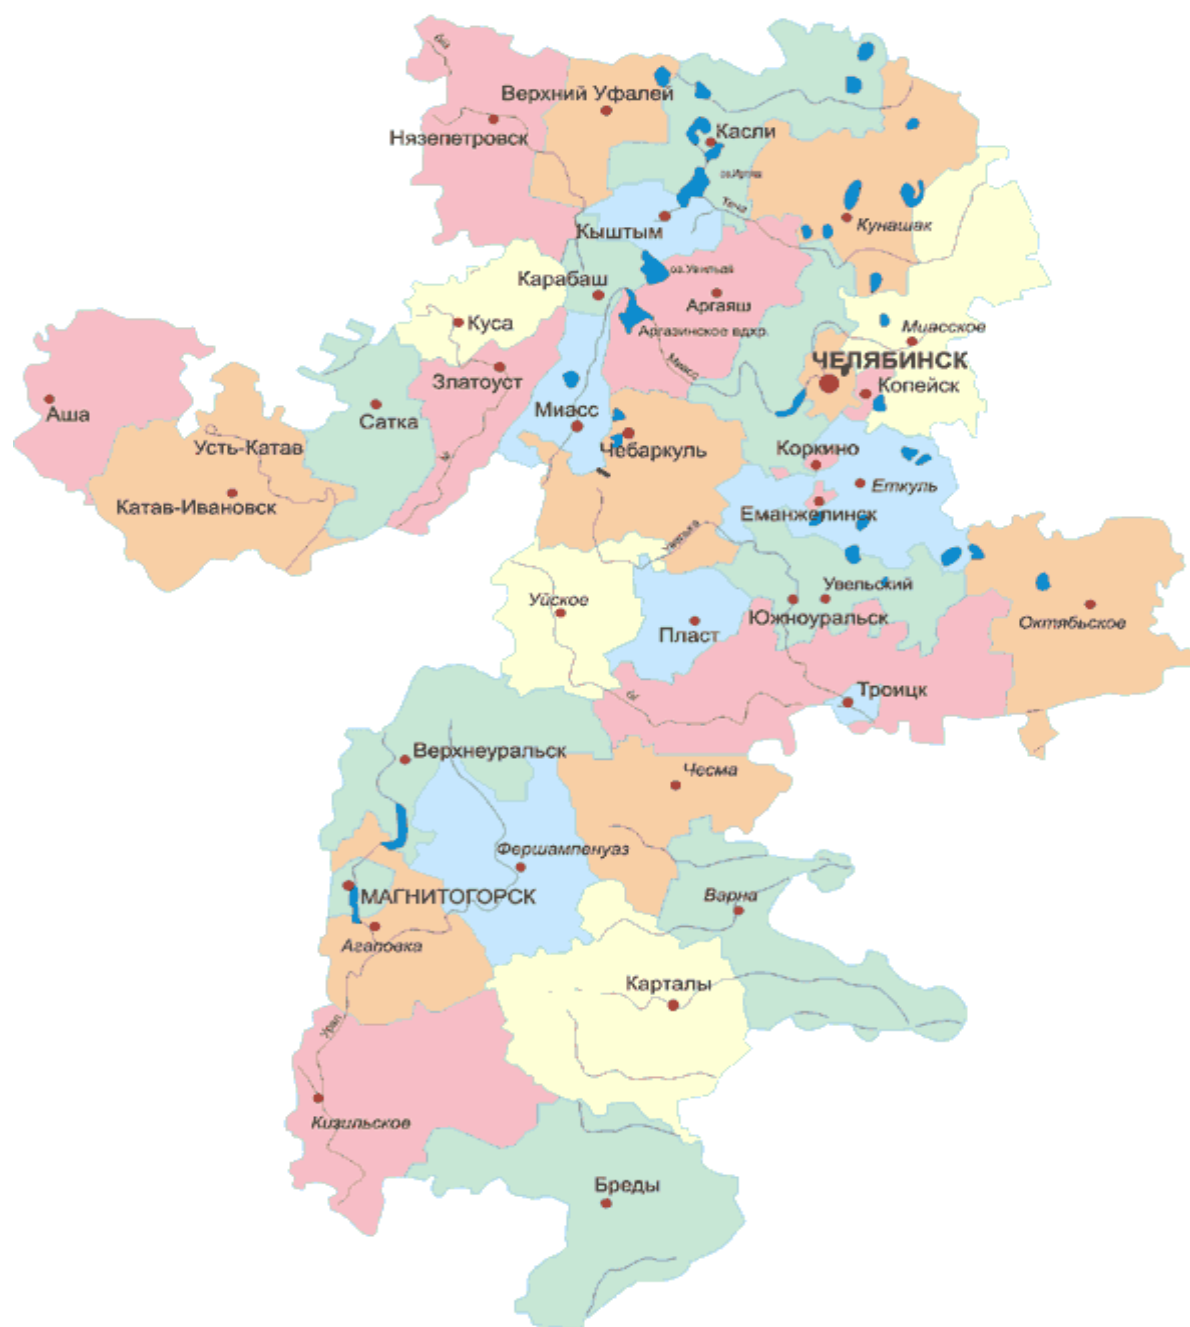 Уфа
Верхний Уфалей
Касли
Нязепетровск
оз.Иртяш
Теча
Кунашак
Кыштым
оз.Увильды
Карабаш
Аргаяш
Куса
Аргазинское вдхр.
Миасское
ЧЕЛЯБИНСК
Миасс
Златоуст
Копейск
Аша
Сатка
Миасс
Усть-Катав
Чебаркуль
Коркино
Еткуль
Катав-Ивановск
Еманжелинск
Увелька
Уйское
Увельский
Южноуральск
Октябьское
Пласт
Троицк
Верхнеуральск
Чесма
Фершампенуаз
МАГНИТОГОРСК
Варна
Агаповка
Карталы
Урал
Кизильское
Бреды